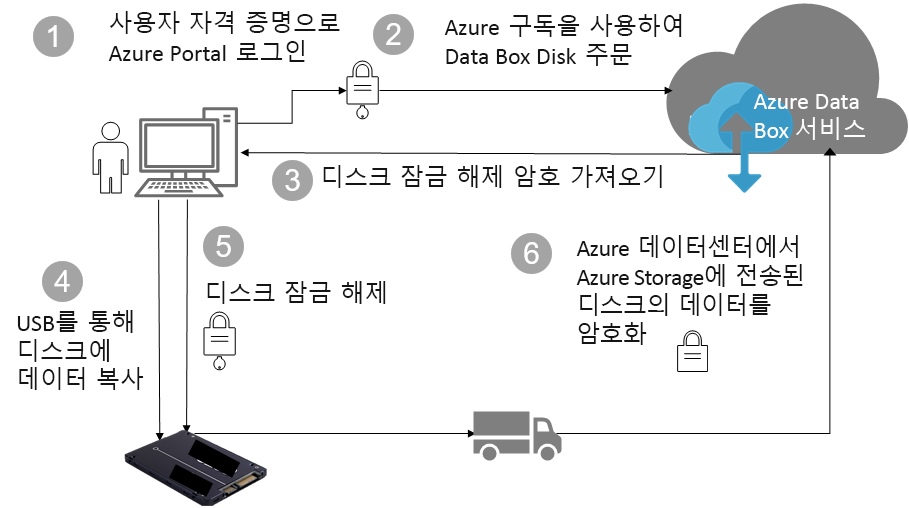 1
사용자 자격 증명으로
Azure Portal 로그인
2
Azure 구독을 사용하여
Data Box Disk 주문
Azure Data
Box 서비스
3
디스크 잠금 해제 암호 가져오기
4
USB를 통해
디스크에
데이터 복사
5
디스크 잠금 해제
6
Azure 데이터센터에서
Azure Storage에 전송된
디스크의 데이터를
암호화